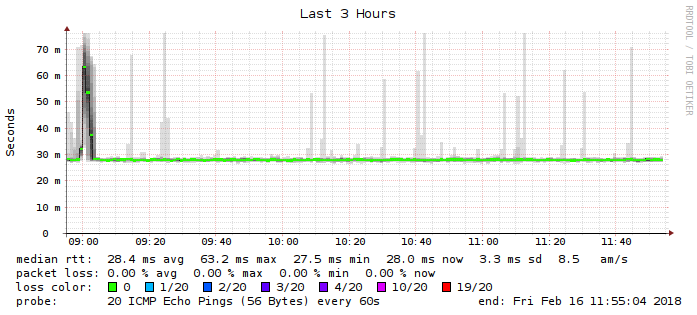 Last 3 Hours
RRDTOOL / TOBI OETIKER
Seconds
70 m
60 m
50 m
40 m
30 m
20 m
10 m
0
09:00 09:20 09:40 10:00 10:20 10:40 11:00 11:20 11:40
median rtt: 28.4 ms avg 63.2 ms max 27.5 ms min 28.0 ms now 3.3 ms sd 8.5 am/s
packet loss: 0.00 % avg 0.00 % max 0.00 % min 0.00 % now
loss color: 0 1/20 2/20 3/20 4/20 10/20 19/20
probe: 20 ICMP Echo Pings (56 Bytes) every 60s end: Fri Feb 16 11:55:04 2018